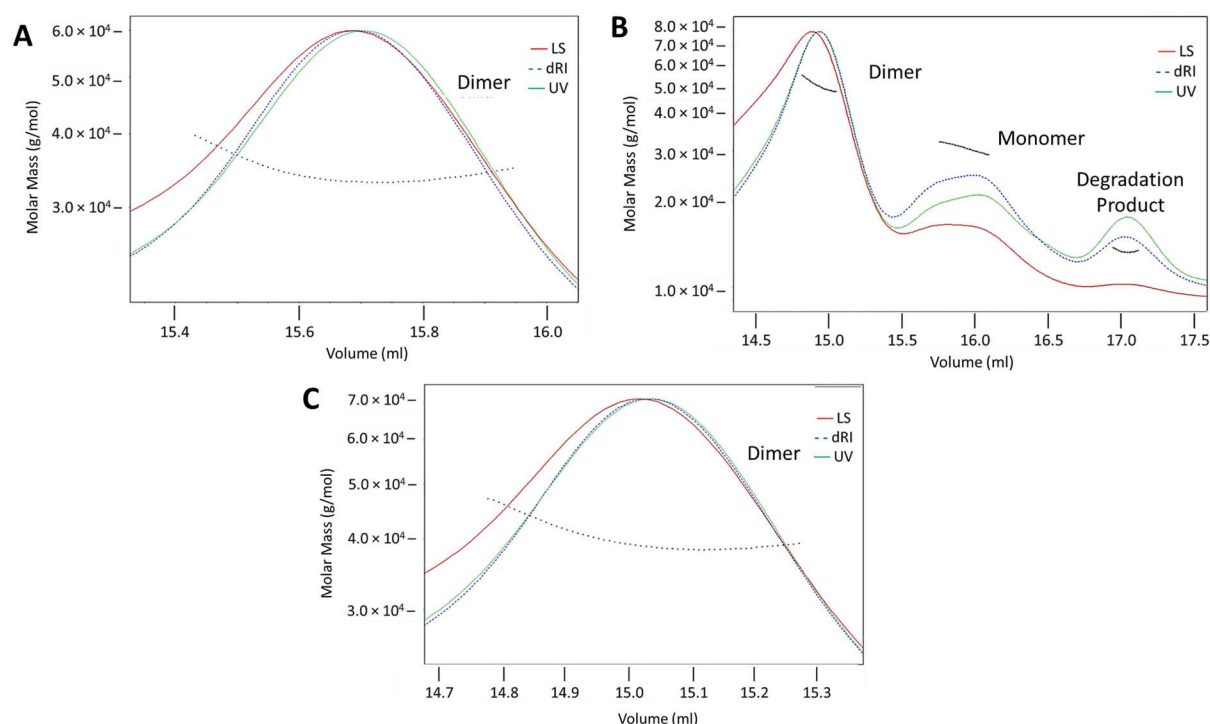 A
Molar Mass (g/mol)
6.0 × 10⁴
5.0 × 10⁴
4.0 × 10⁴
3.0 × 10⁴
LS
dRI
UV
Dimer
15.4 15.6 15.8 16.0
Volume (ml)
B
Molar Mass (g/mol)
8.0 × 10⁴
7.0 × 10⁴
6.0 × 10⁴
5.0 × 10⁴
4.0 × 10⁴
3.0 × 10⁴
2.0 × 10⁴
1.0 × 10⁴
LS
dRI
UV
Dimer
Monomer
Degradation
Product
14.5 15.0 15.5 16.0 16.5 17.0 17.5
Volume (ml)
C
Molar Mass (g/mol)
7.0 × 10⁴
6.0 × 10⁴
5.0 × 10⁴
4.0 × 10⁴
3.0 × 10⁴
LS
dRI
UV
Dimer
14.7 14.8 14.9 15.0 15.1 15.2 15.3
Volume (ml)